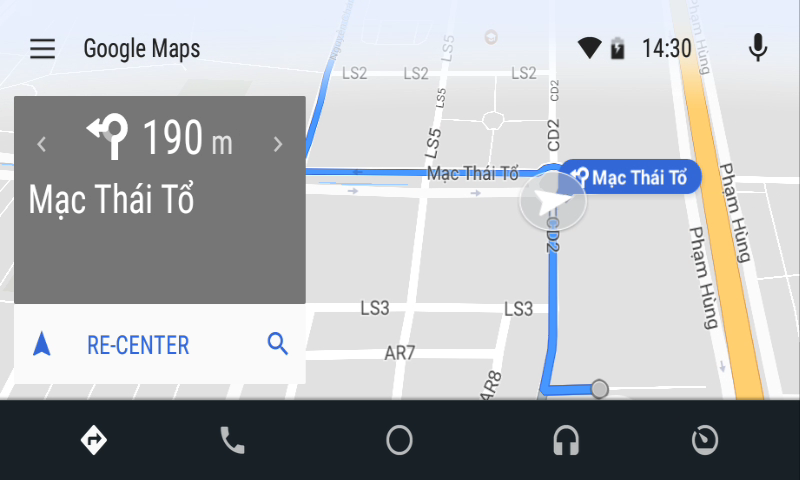 Google Maps
14:30
190 m
Mạc Thái Tổ
RE-CENTER
LS2
LS2
LS2
LS5
LS5
LS5
CD2
CD2
CD2
Mạc Thái Tổ
Mạc Thái Tổ
Phạm Hùng
Phạm Hùng
Phạm Hùng
LS3
LS3
AR7
AR8